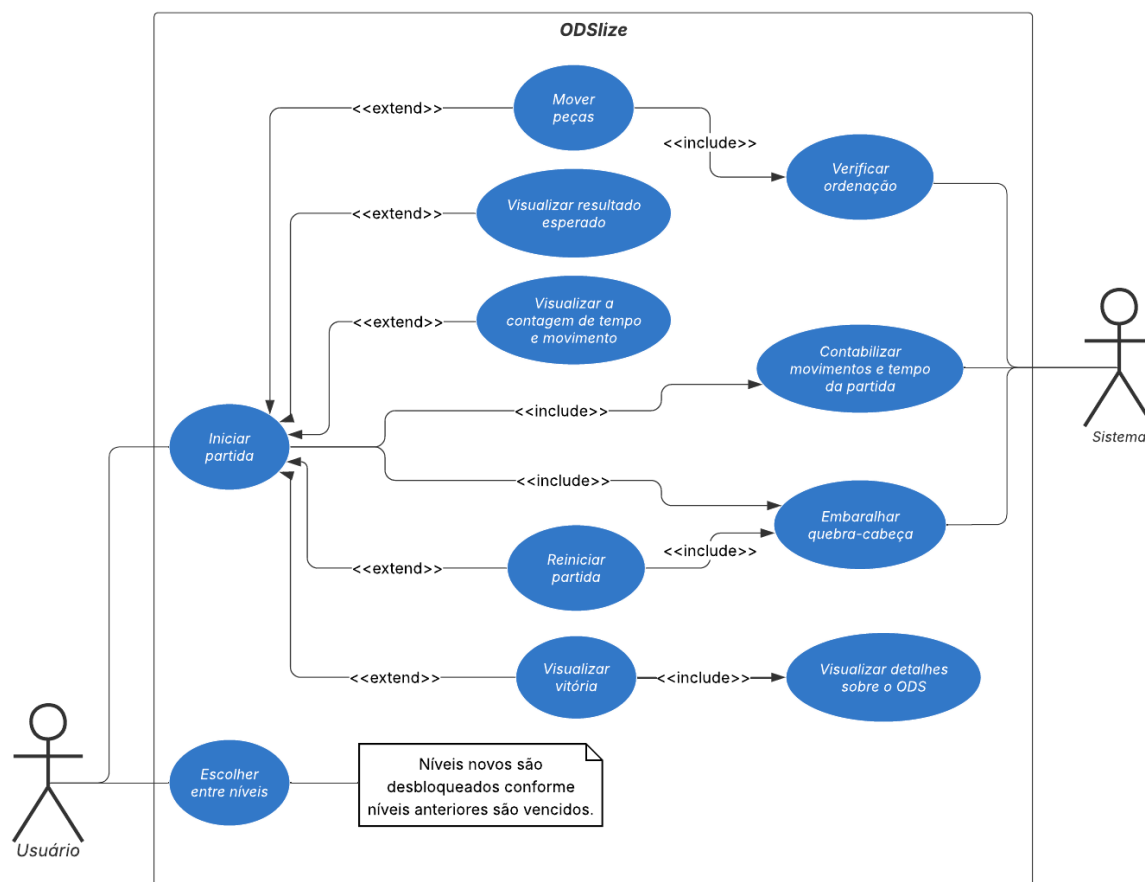 ODSlize
<<extend>>
Mover
peças
<<include>>
Verificar
ordenação
<<extend>>
Visualizar resultado
esperado
<<extend>>
Visualizar a
contagem de tempo
e movimento
Contabilizar
movimentos e tempo
da partida
Sistema
<<include>>
Iniciar
partida
<<include>>
Embaralhar
quebra-cabeça
<<extend>>
Reiniciar
partida
<<include>>
<<extend>>
Visualizar
vitória
<<include>>
Visualizar detalhes
sobre o ODS
Usuário
Escolher
entre níveis
Níveis novos são
desbloqueados conforme
níveis anteriores são vencidos.